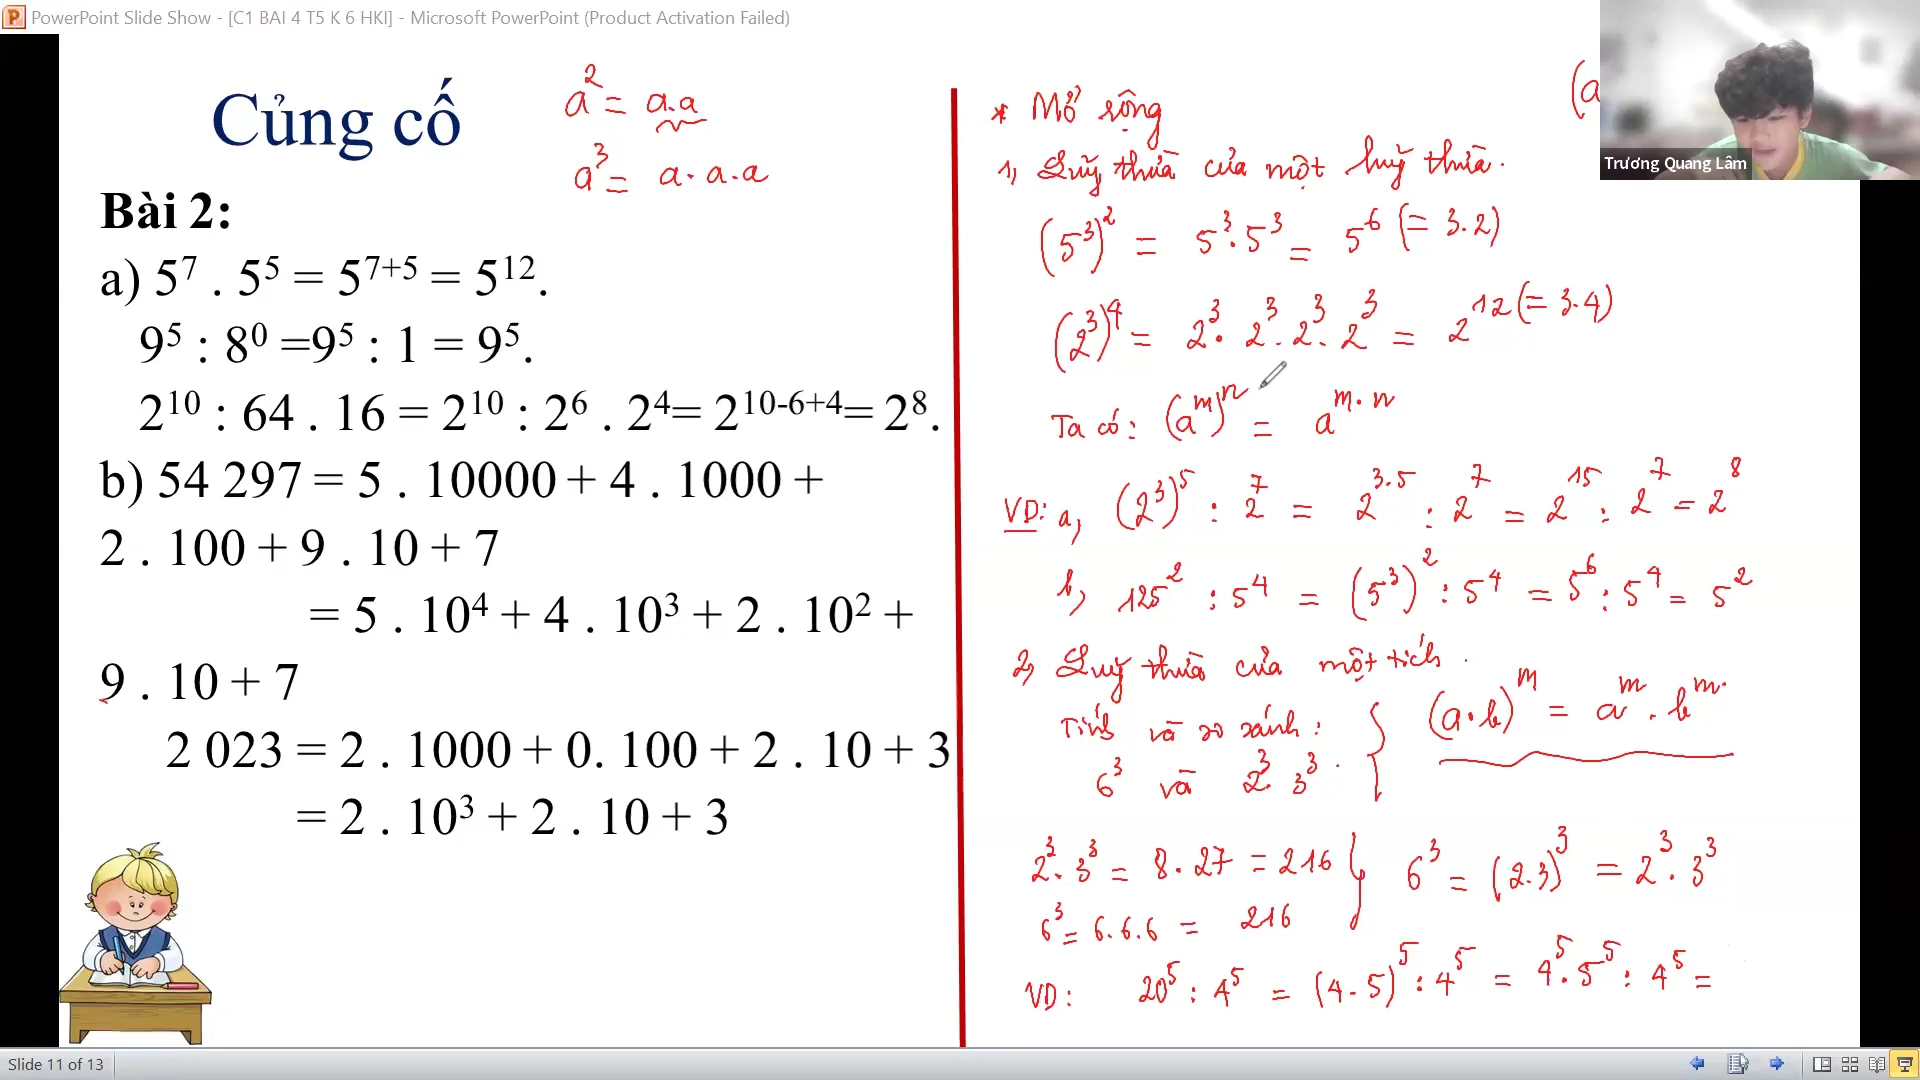 PowerPoint Slide Show - [C1 BAI 4 T5 K 6 HKI] - Microsoft PowerPoint (Product Activation Failed)
Củng cố
a² = a.a
a³ = a.a.a
Bài 2:
a) 5⁷ . 5⁵ = 5⁷⁺⁵ = 5¹².
9⁵ : 8⁰ =9⁵ : 1 = 9⁵.
2¹⁰ : 64 . 16 = 2¹⁰ : 2⁶ . 2⁴= 2¹⁰⁻⁶⁺⁴= 2⁸.
b) 54 297 = 5 . 10000 + 4 . 1000 +
2 . 100 + 9 . 10 + 7
= 5 . 10⁴ + 4 . 10³ + 2 . 10² +
9 . 10 + 7
2 023 = 2 . 1000 + 0. 100 + 2 . 10 + 3
= 2 . 10³ + 2 . 10 + 3
* Mở rộng
1, Luỹ thừa của một luỹ thừa.
(5³)² = 5³.5³ = 5⁶ (= 3.2)
(2³)⁴ = 2³. 2³. 2³. 2³ = 2¹² (= 3.4)
Ta có: (aᵐ)ⁿ = aᵐ·ⁿ
VD: a, (2³)⁵ : 2⁷ = 2³·⁵ : 2⁷ = 2¹⁵ : 2⁷ = 2⁸
b, 125² : 5⁴ = (5³)² : 5⁴ = 5⁶ : 5⁴ = 5²
2, Luỹ thừa của một tích.
Tính và so sánh:
6³ và 2³. 3³.
(a.b)ᵐ = aᵐ . bᵐ.
2³. 3³ = 8. 27 = 216
6³ = 6.6.6 = 216
6³ = (2.3)³ = 2³. 3³
VD: 20⁵ : 4⁵ = (4.5)⁵ : 4⁵ = 4⁵. 5⁵ : 4⁵ =
(a
Trương Quang Lâm
Slide 11 of 13